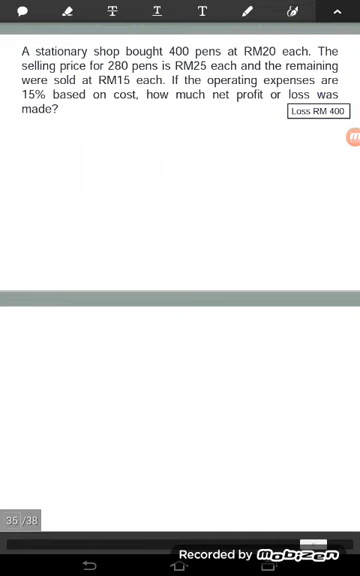 A stationary shop bought 400 pens at RM20 each. The
selling price for 280 pens is RM25 each and the remaining
were sold at RM15 each. If the operating expenses are
15% based on cost, how much net profit or loss was
made?
Loss RM 400
35 /38
Recorded by Mobizen